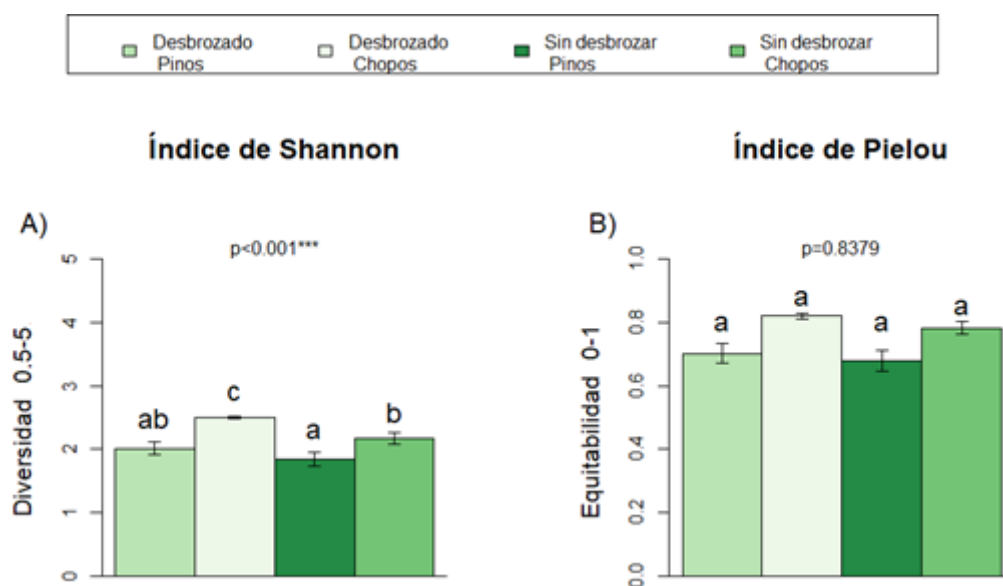 Desbrozado Pinos
Desbrozado Chopos
Sin desbrozar Pinos
Sin desbrozar Chopos
Índice de Shannon
A)
p<0.001***
Diversidad 0.5-5
5
4
3
2
1
0
ab
c
a
b
Índice de Pielou
B)
p=0.8379
Equitabilidad 0-1
1.0
0.8
0.6
0.4
0.2
0.0
a
a
a
a